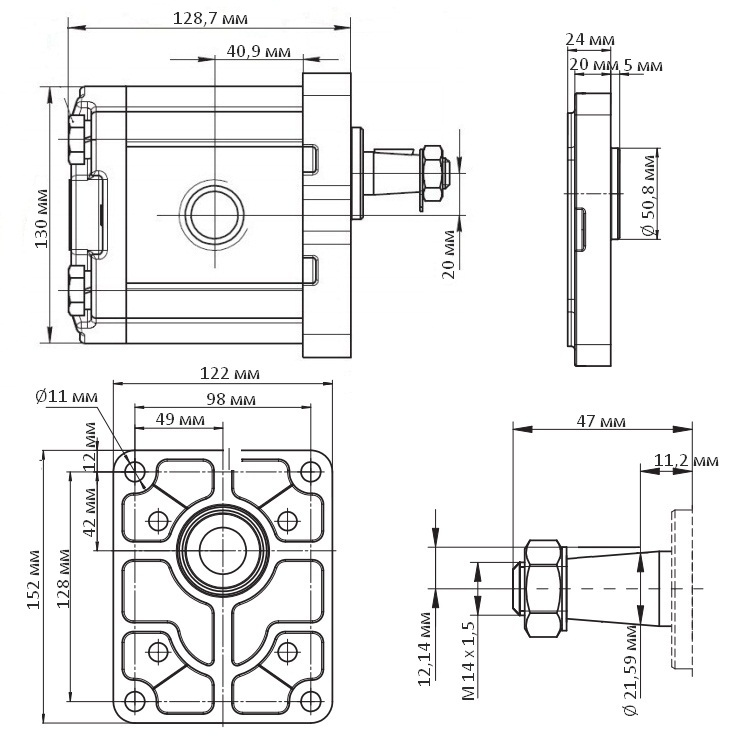 128,7 мм
40,9 мм
130 мм
20 мм
24 мм
20 мм
5 мм
Ø 50,8 мм
122 мм
Ø11 мм
98 мм
49 мм
12 мм
42 мм
128 мм
152 мм
47 мм
11,2 мм
12,14 мм
М 14 х 1,5
Ø 21,59 мм